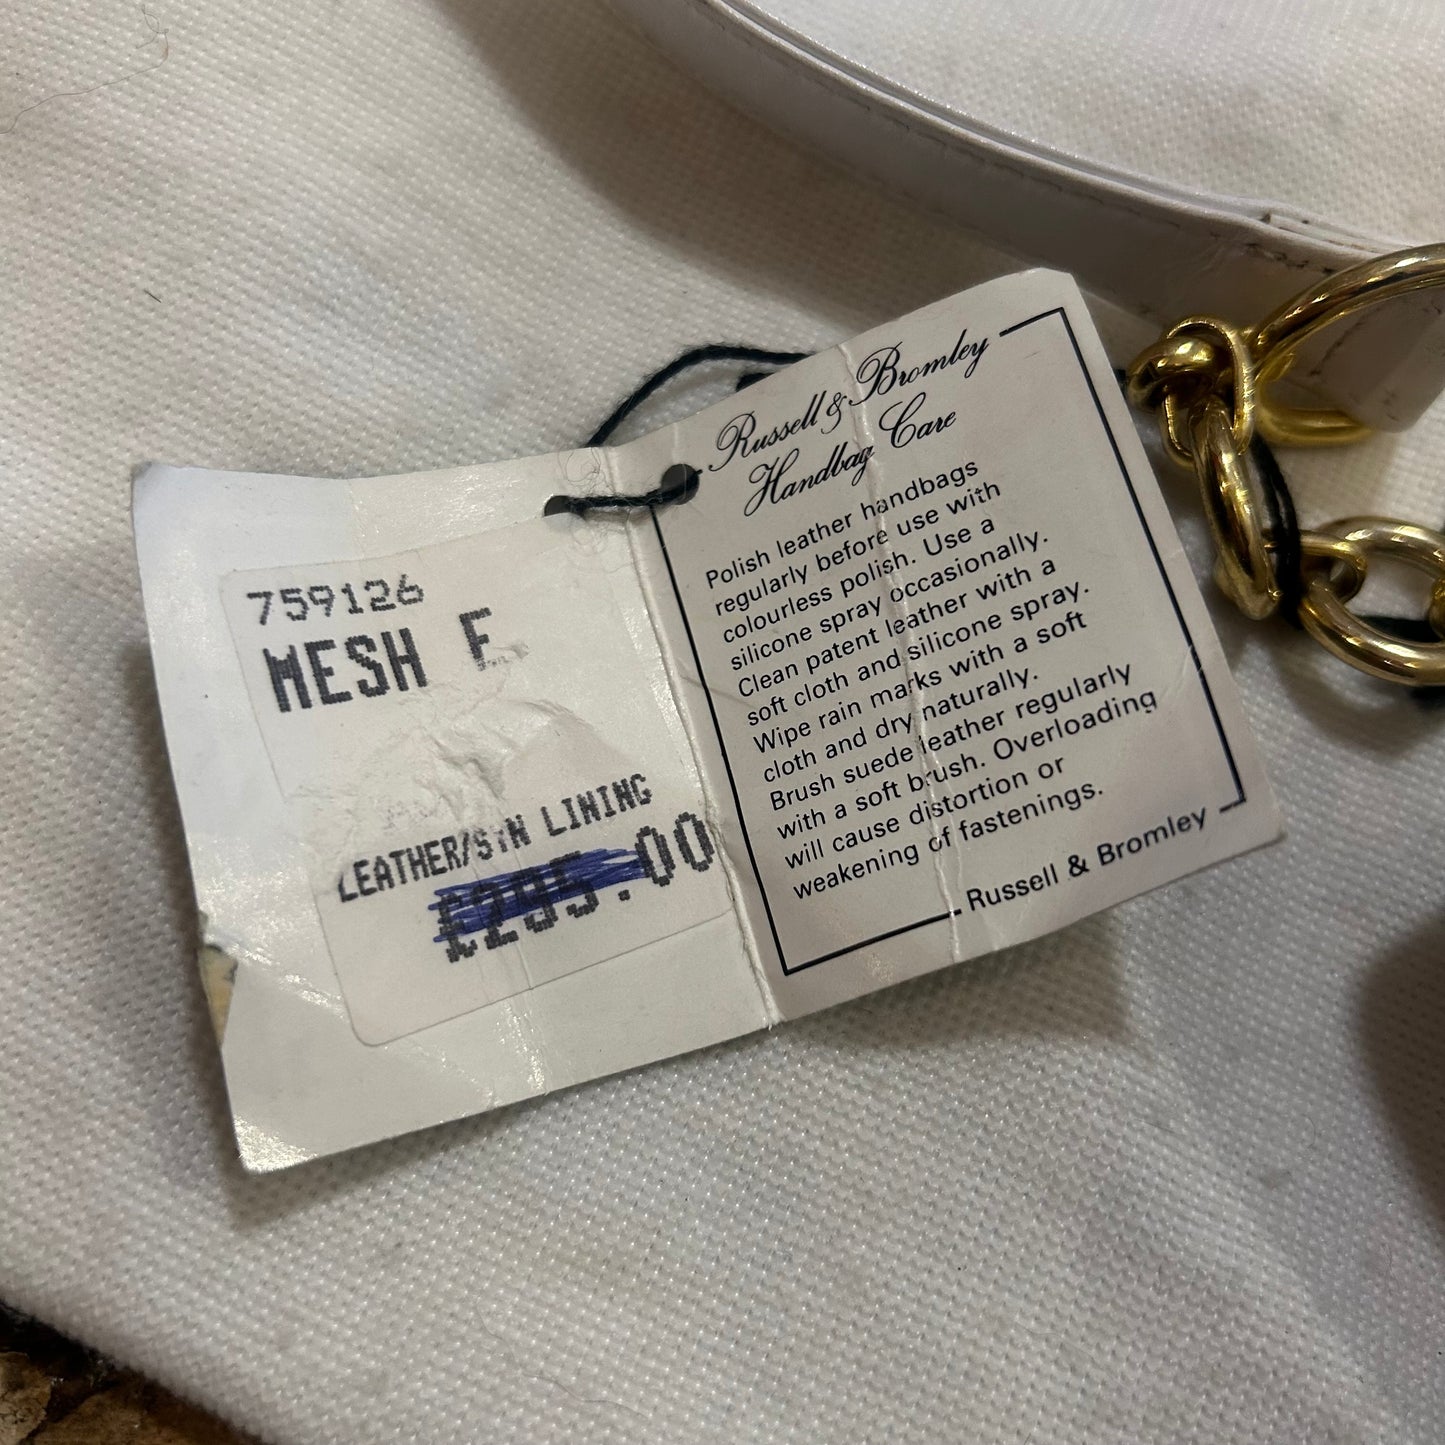 759126
MESH F
LEATHER/SYN LINING
£295.00
Russell & Bromley
Handbag Care
Polish leather handbags
regularly before use with
colourless polish. Use a
silicone spray occasionally.
Clean patent leather with a
soft cloth and silicone spray.
Wipe rain marks with a soft
cloth and dry naturally.
Brush suede leather regularly
with a soft brush. Overloading
will cause distortion or
weakening of fastenings.
Russell & Bromley